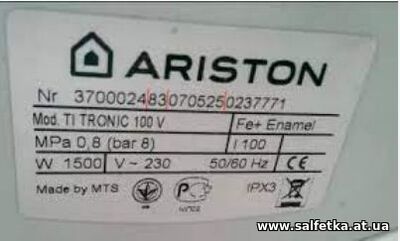 ARISTON
Nr 3700024830705250237771
Mod. TI TRONIC 100 V Fe+ Enamel
MPa 0,8 (bar 8) l 100
W 1500 V~ 230 50/60 Hz CE
Made by MTS IPX3
www.salfetka.at.ua